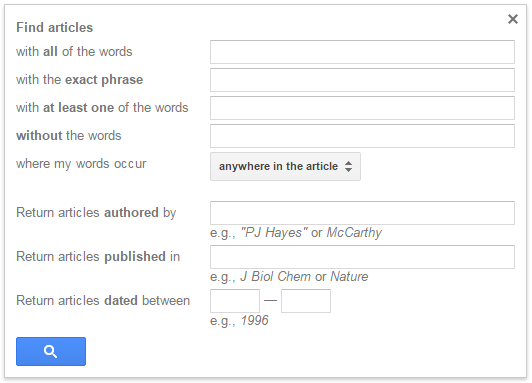 Find articles
with all of the words
with the exact phrase
with at least one of the words
without the words
where my words occur
anywhere in the article
Return articles authored by
e.g., "PJ Hayes" or McCarthy
Return articles published in
e.g., J Biol Chem or Nature
Return articles dated between
—
e.g., 1996